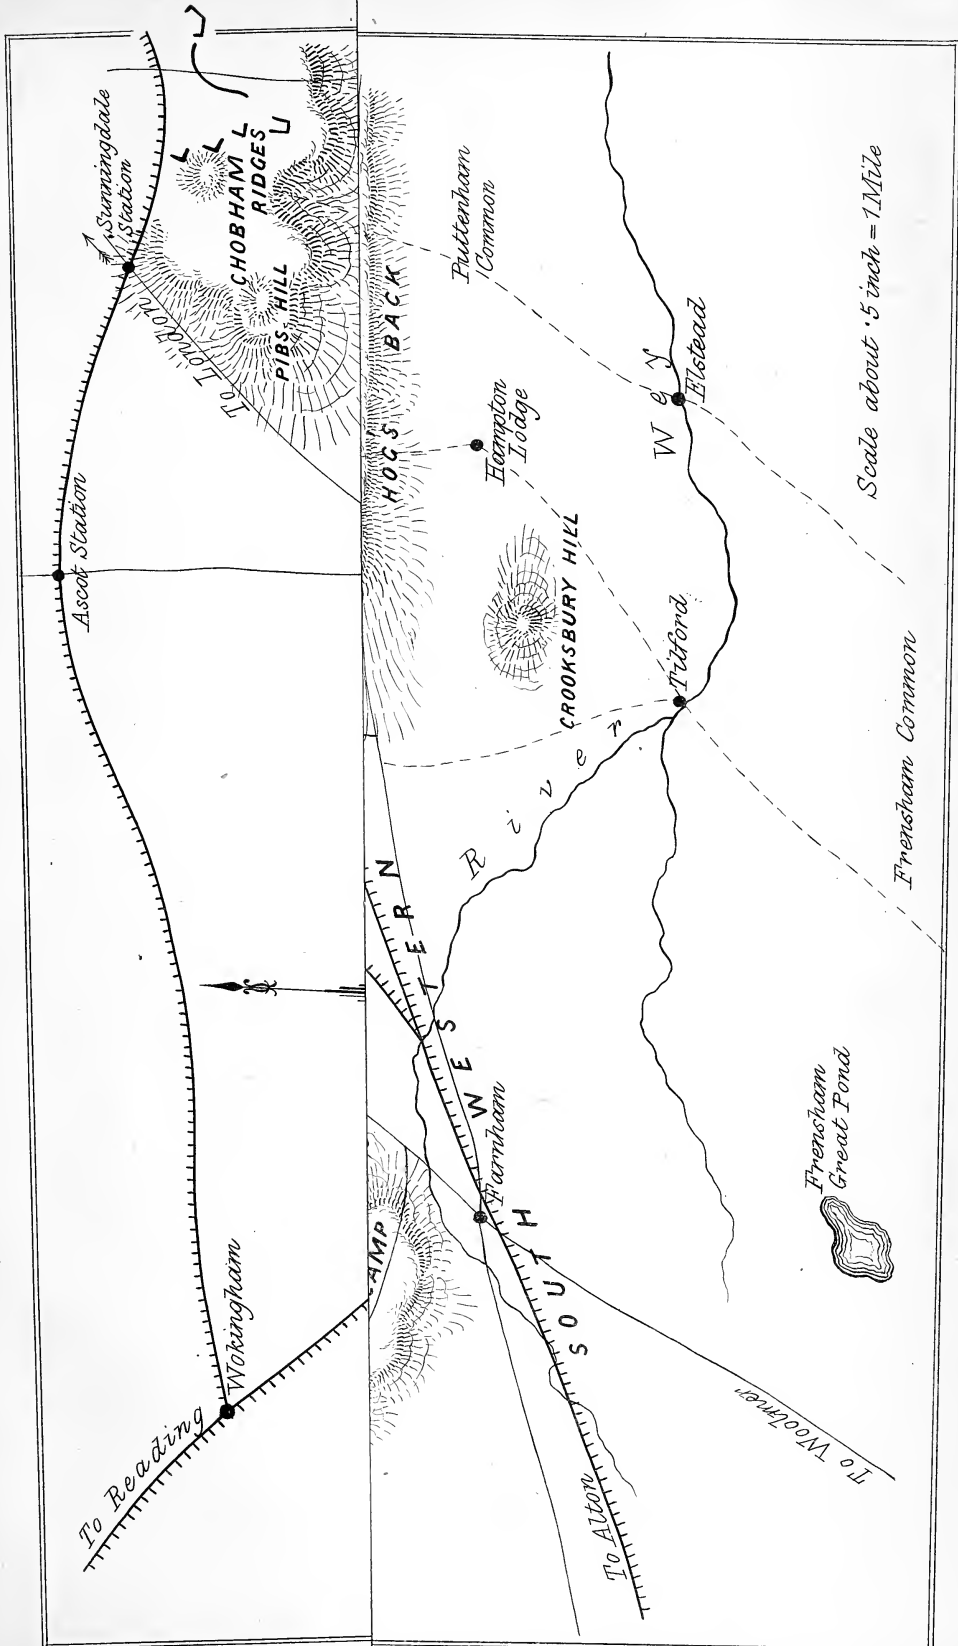 To Reading
Wokingham
Ascot Station
Sunningdale
Station
To London
CHOBHAM
RIDGES
PIBS HILL
HOGS BACK
AMP
SOUTH WESTERN
Farnham
River Wey
Hampton
Lodge
Puttenham
Common
CROOKSBURY HILL
Tilford
Elstead
To Alton
To Woolmer
Frensham
Great Pond
Frensham Common
Scale about .5 inch = 1 Mile